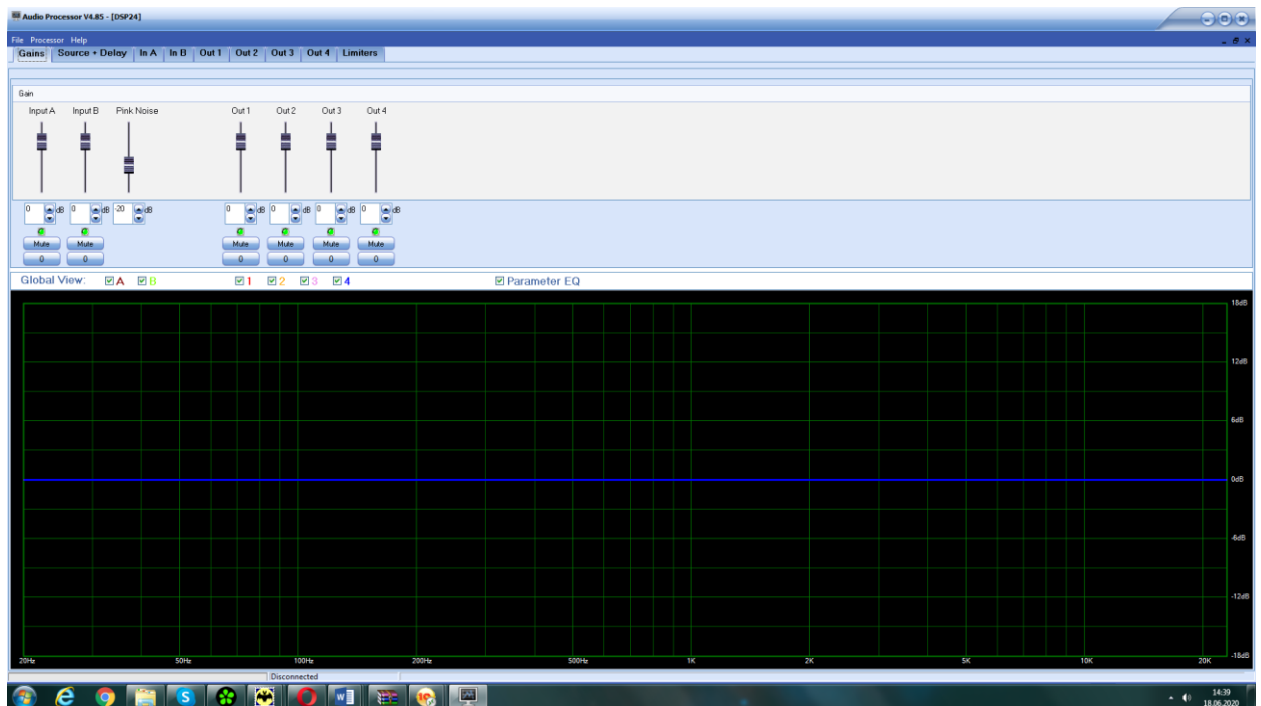 Audio Processor V4.85 - [DSP24]
File Processor Help
Gains Source + Delay In A In B Out 1 Out 2 Out 3 Out 4 Limiters
Gain
Input A Input B Pink Noise Out 1 Out 2 Out 3 Out 4
0 dB 0 dB -20 dB 0 dB 0 dB 0 dB 0 dB
Mute Mute Mute Mute Mute Mute
0 0 0 0 0 0
Global View: A B 1 2 3 4 Parameter EQ
18dB
12dB
6dB
0dB
-6dB
-12dB
-18dB
20Hz 50Hz 100Hz 200Hz 500Hz 1K 2K 5K 10K 20K
Disconnected
S W 1С
14:39
18.06.2020